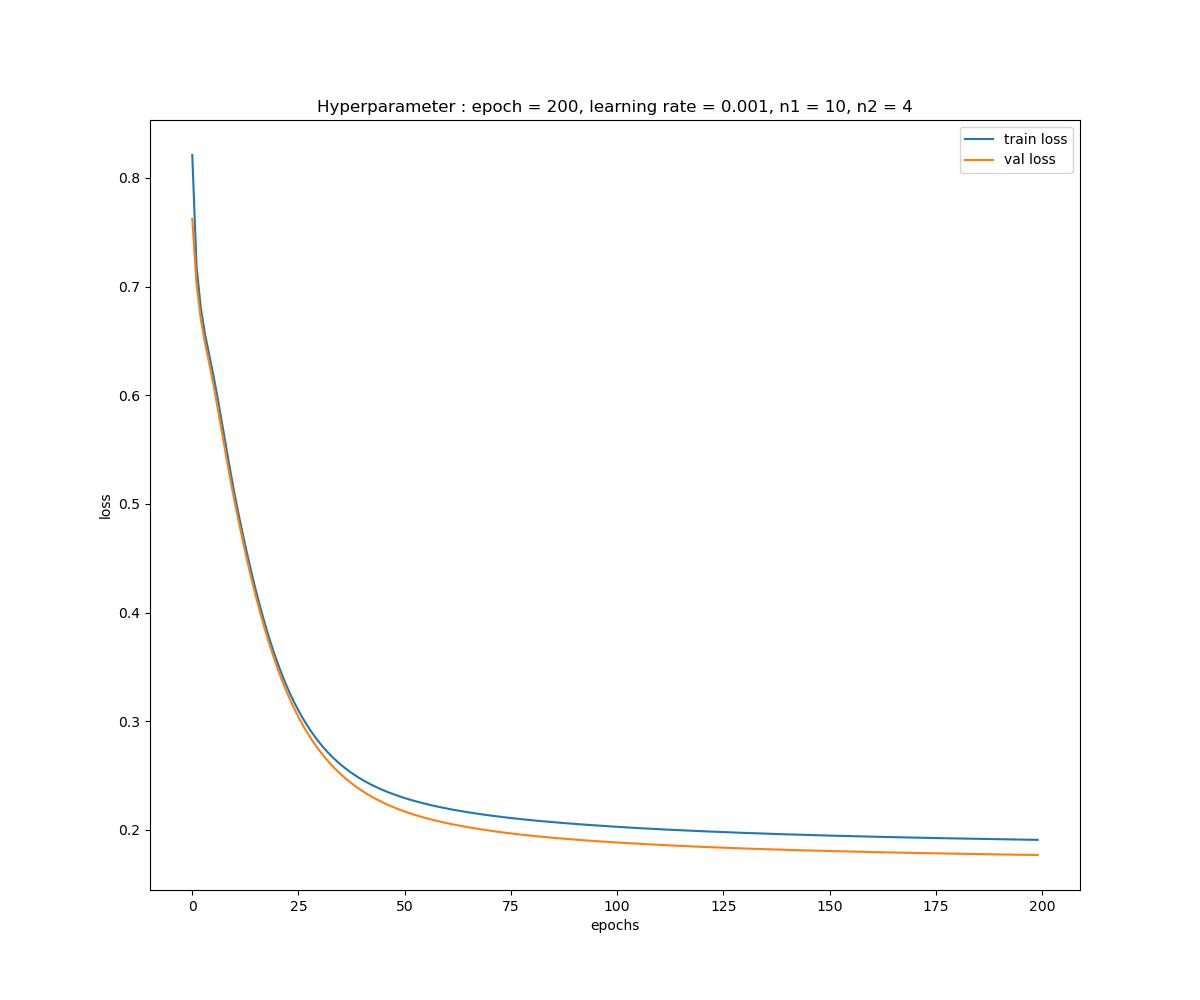 Hyperparameter : epoch = 200, learning rate = 0.001, n1 = 10, n2 = 4
train loss
val loss
0.8
0.7
0.6
0.5
0.4
0.3
0.2
loss
0 25 50 75 100 125 150 175 200
epochs